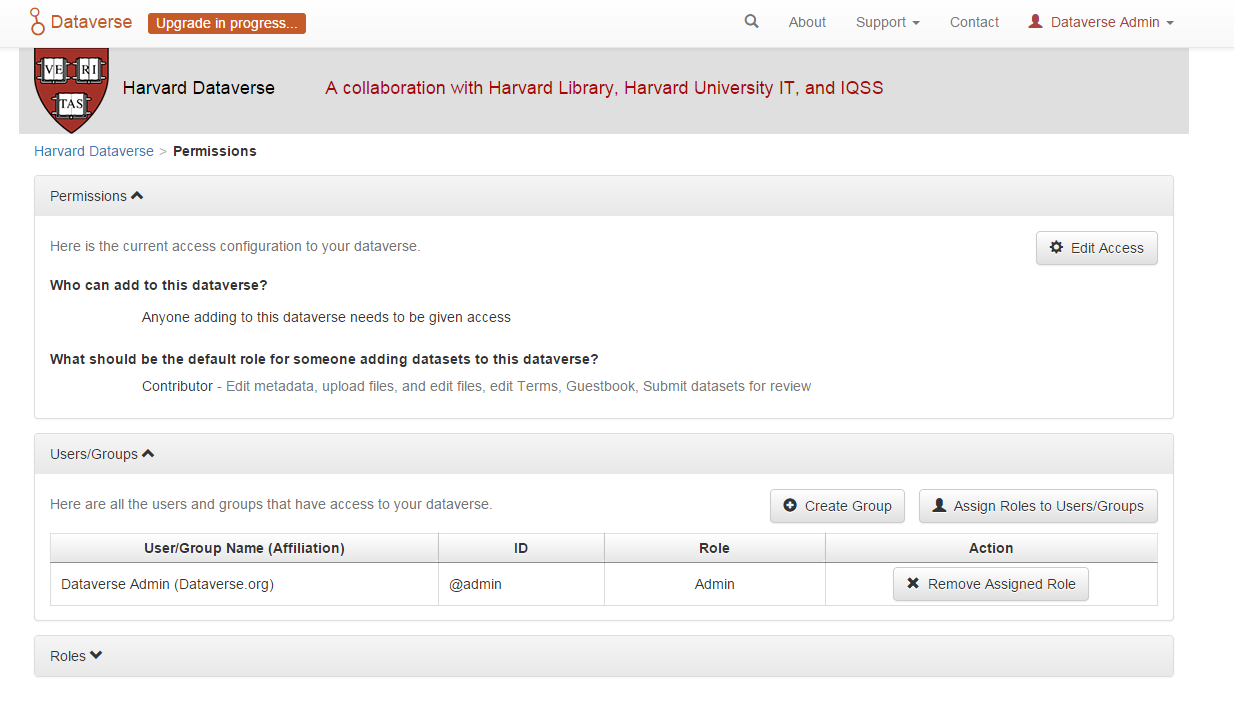 Dataverse Upgrade in progress... About Support Contact Dataverse Admin
VE RI
TAS
Harvard Dataverse A collaboration with Harvard Library, Harvard University IT, and IQSS
Harvard Dataverse > Permissions
Permissions
Here is the current access configuration to your dataverse. Edit Access
Who can add to this dataverse?
Anyone adding to this dataverse needs to be given access
What should be the default role for someone adding datasets to this dataverse?
Contributor - Edit metadata, upload files, and edit files, edit Terms, Guestbook, Submit datasets for review
Users/Groups
Here are all the users and groups that have access to your dataverse. Create Group Assign Roles to Users/Groups
User/Group Name (Affiliation) ID Role Action
Dataverse Admin (Dataverse.org) @admin Admin Remove Assigned Role
Roles